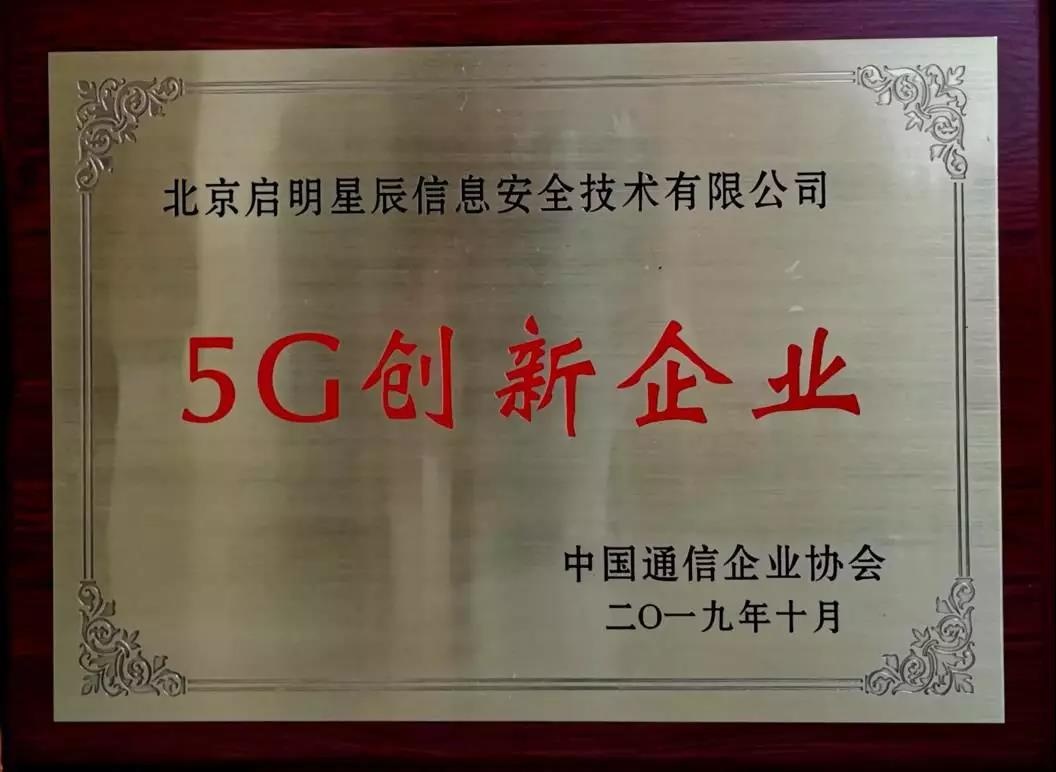 北京启明星辰信息安全技术有限公司
5G创新企业
中国通信企业协会
二〇一九年十月